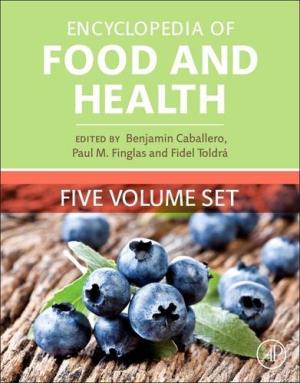 ENCYCLOPEDIA OF
FOOD AND
HEALTH
EDITED BY Benjamin Caballero,
Paul M. Finglas and Fidel Toldrá
FIVE VOLUME SET